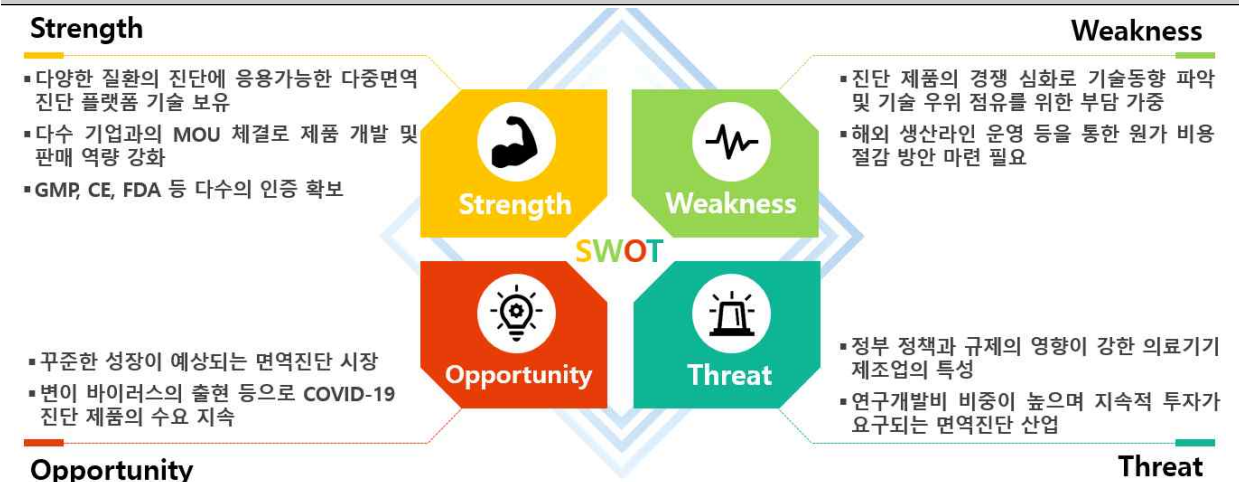 Strength
▪다양한 질환의 진단에 응용가능한 다중면역
진단 플랫폼 기술 보유
▪다수 기업과의 MOU 체결로 제품 개발 및
판매 역량 강화
▪GMP, CE, FDA 등 다수의 인증 확보
Weakness
▪진단 제품의 경쟁 심화로 기술동향 파악
및 기술 우위 점유를 위한 부담 가중
▪해외 생산라인 운영 등을 통한 원가 비용
절감 방안 마련 필요
Strength
Weakness
SWOT
Opportunity
Threat
▪꾸준한 성장이 예상되는 면역진단 시장
▪변이 바이러스의 출현 등으로 COVID-19
진단 제품의 수요 지속
Opportunity
▪정부 정책과 규제의 영향이 강한 의료기기
제조업의 특성
▪연구개발비 비중이 높으며 지속적 투자가
요구되는 면역진단 산업
Threat